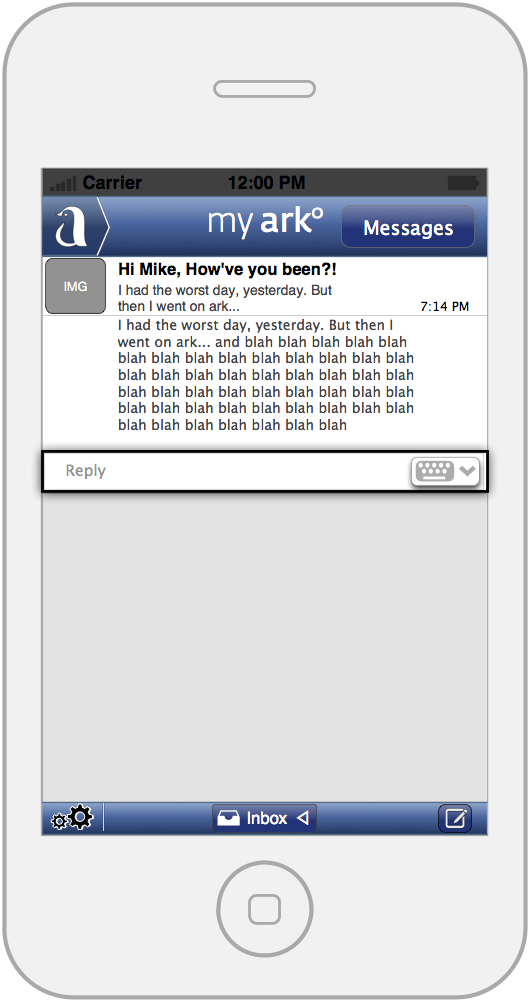 Carrier 12:00 PM
my ark°
Messages
IMG
Hi Mike, How've you been?!
I had the worst day, yesterday. But
then I went on ark...
7:14 PM
I had the worst day, yesterday. But then I
went on ark... and blah blah blah blah blah
blah blah blah blah blah blah blah blah blah
blah blah blah blah blah blah blah blah blah
blah blah blah blah blah blah blah blah blah
blah blah blah blah blah blah blah blah blah
blah blah blah blah blah blah blah
Reply
Inbox